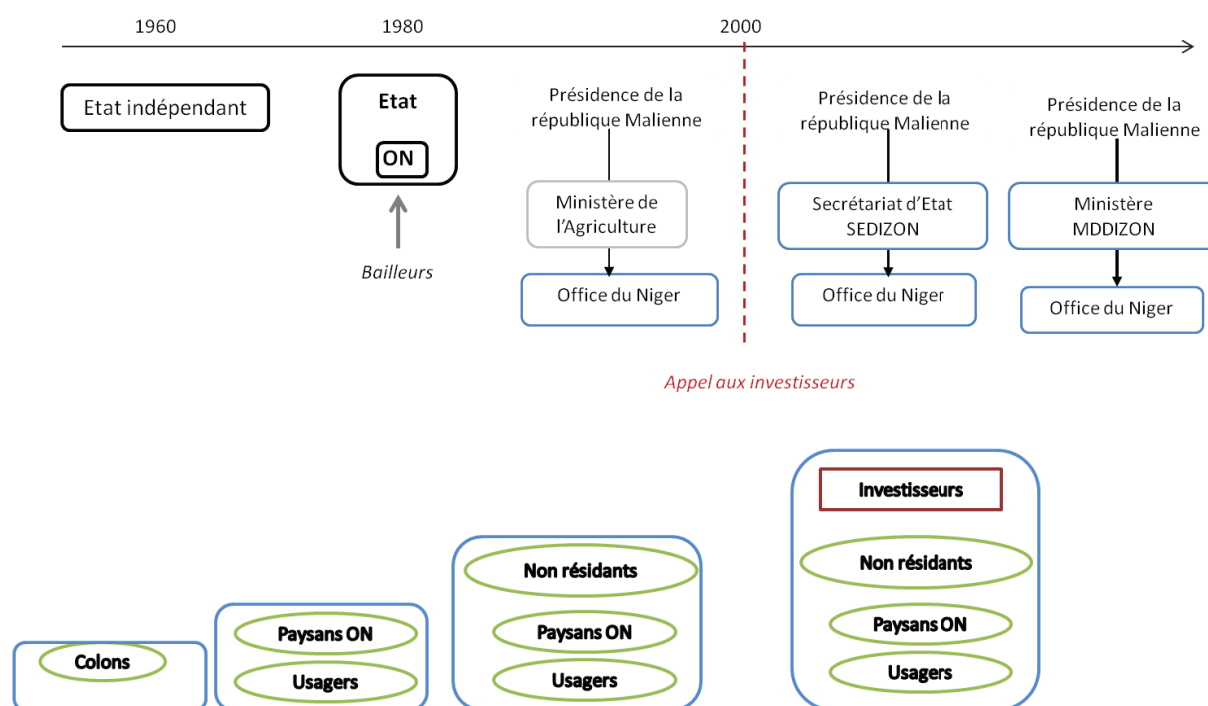 1960
1980
2000
Etat indépendant
Etat
ON
Bailleurs
Présidence de la
république Malienne
Ministère de
l'Agriculture
Office du Niger
Présidence de la
république Malienne
Secrétariat d'Etat
SEDIZON
Office du Niger
Présidence de la
république Malienne
Ministère
MDDIZON
Office du Niger
Appel aux investisseurs
Colons
Paysans ON
Usagers
Non résidants
Paysans ON
Usagers
Investisseurs
Non résidants
Paysans ON
Usagers